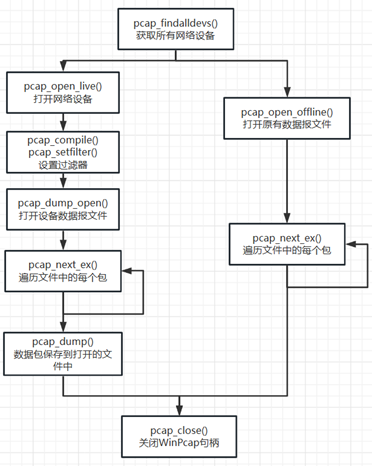 pcap_findalldevs()
获取所有网络设备
pcap_open_live()
打开网络设备
pcap_compile()
pcap_setfilter()
设置过滤器
pcap_dump_open()
打开设备数据报文件
pcap_next_ex()
遍历文件中的每个包
pcap_dump()
数据包保存到打开的文
件中
pcap_open_offline()
打开原有数据报文件
pcap_next_ex()
遍历文件中的每个包
pcap_close()
关闭WinPcap句柄